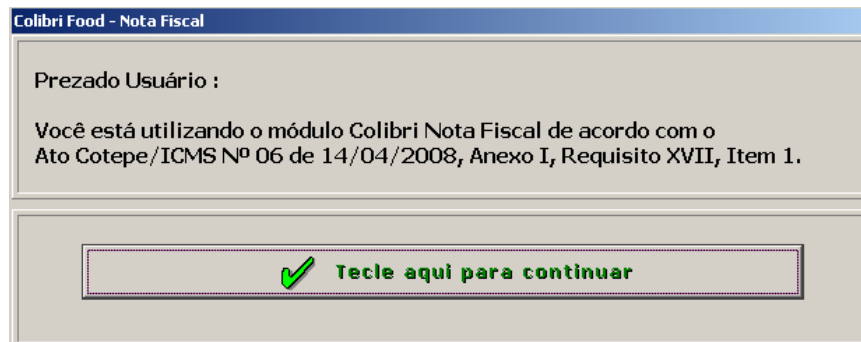 Colibri Food - Nota Fiscal
Prezado Usuário :
Você está utilizando o módulo Colibri Nota Fiscal de acordo com o
Ato Cotepe/ICMS Nº 06 de 14/04/2008, Anexo I, Requisito XVII, Item 1.
Tecle aqui para continuar